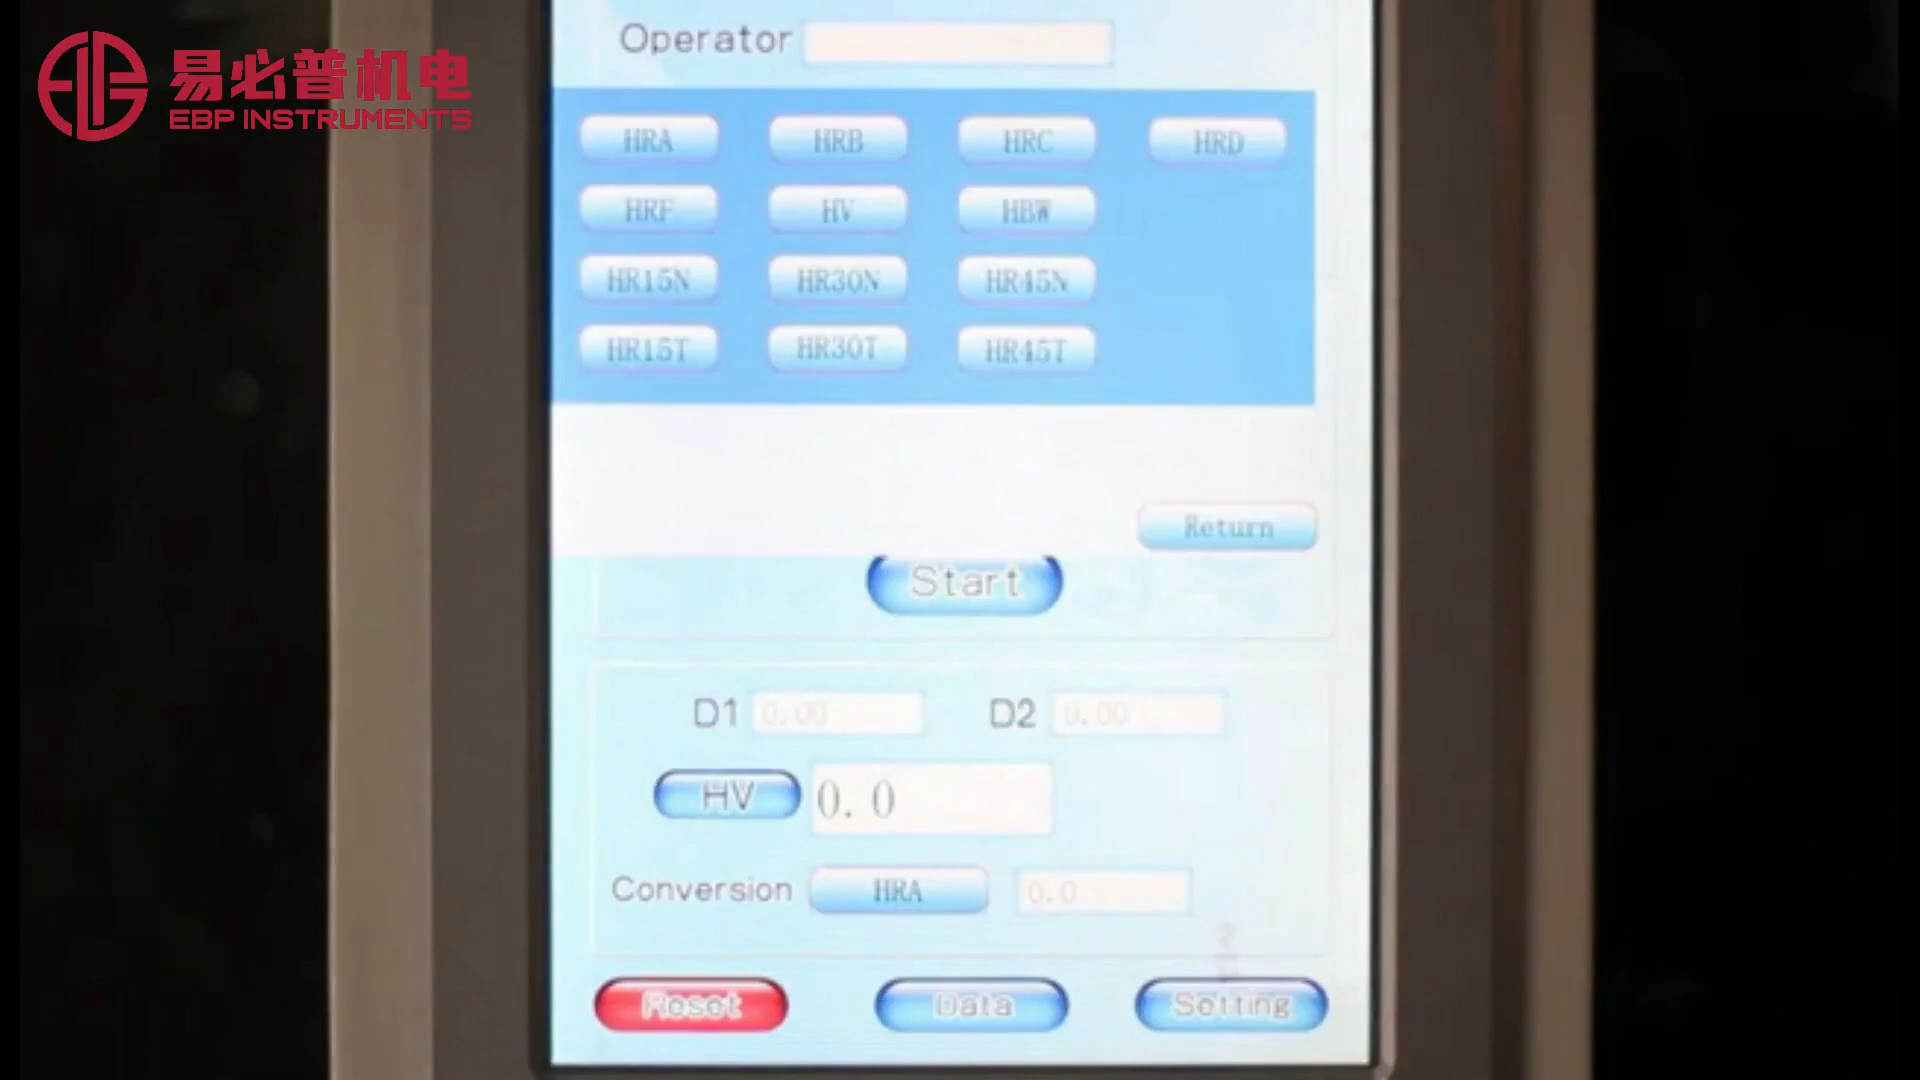 易必普机电
EBP INSTRUMENTS
Operator
HRA HRB HRC HRD
HRF HV HBW
HR15N HR30N HR45N
HR15T HR30T HR45T
Return
Start
D1 0.00 D2 0.00
HV 0.0
Conversion HRA 0.0
Reset Data Setting